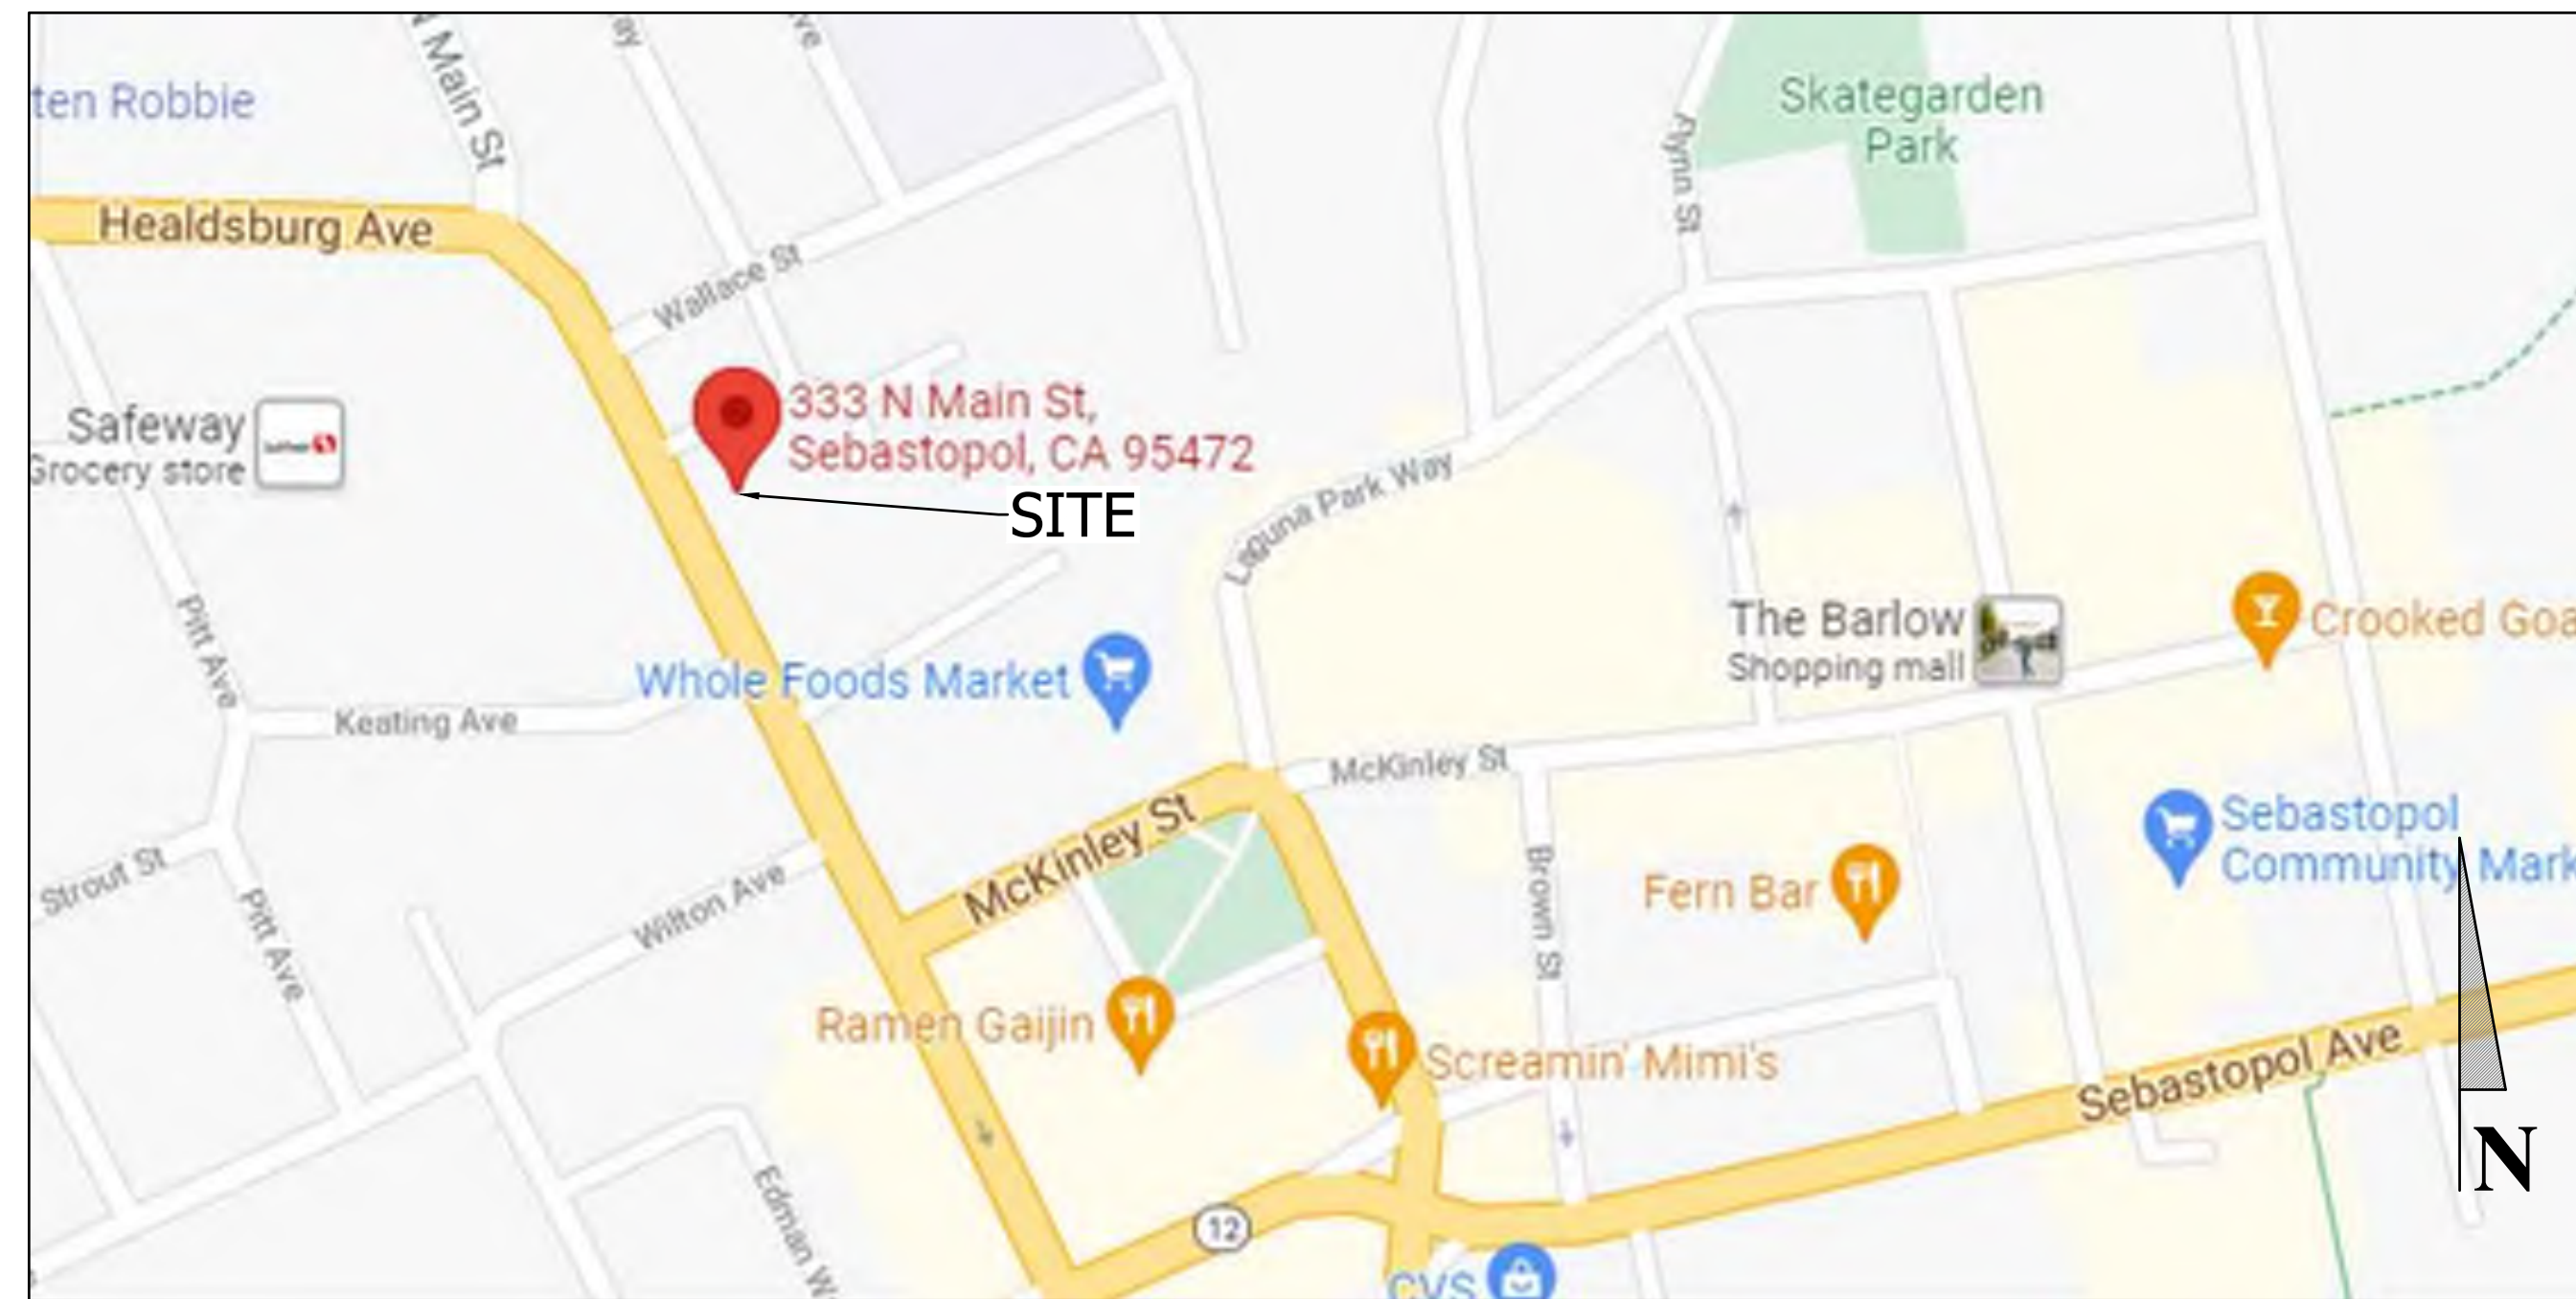 N Main St
ay
ve
ten Robbie
Skategarden
Park
Flynn St
Healdsburg Ave
Wallace St
333 N Main St,
Sebastopol, CA 95472
Safeway
Grocery store
SITE
Laguna Park Way
Pitt Ave
The Barlow
Shopping mall
Crooked Goa
Whole Foods Market
Keating Ave
McKinley St
McKinley St
Sebastopol
Community Mark
Strout St
Pitt Ave
Wilton Ave
Brown St
Fern Bar
Ramen Gaijin
Screamin' Mimi's
Sebastopol Ave
N
Edman W
12
CVS